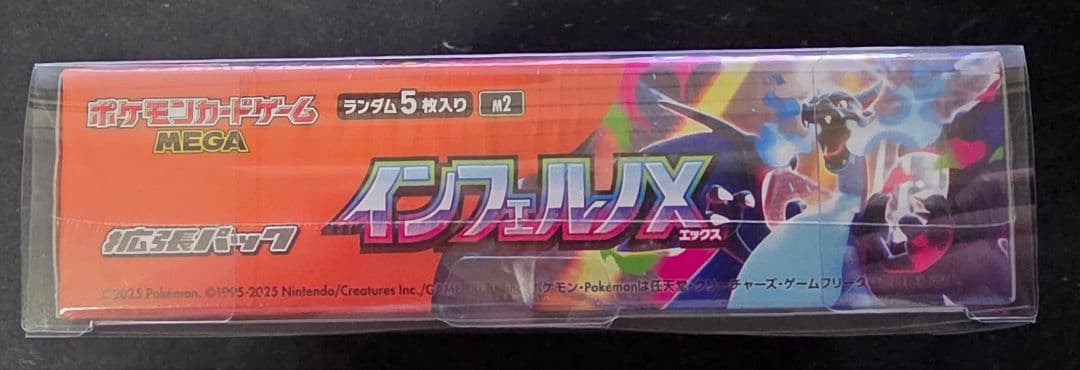 ポケモンカードゲーム
MEGA
ランダム5枚入り M2
インフェルノX
エックス
拡張パック
©2025 Pokémon. ©1995-2025 Nintendo/Creatures Inc./GAME FREAK inc. ポケモン・Pokémonは任天堂・クリーチャーズ・ゲームフリーク